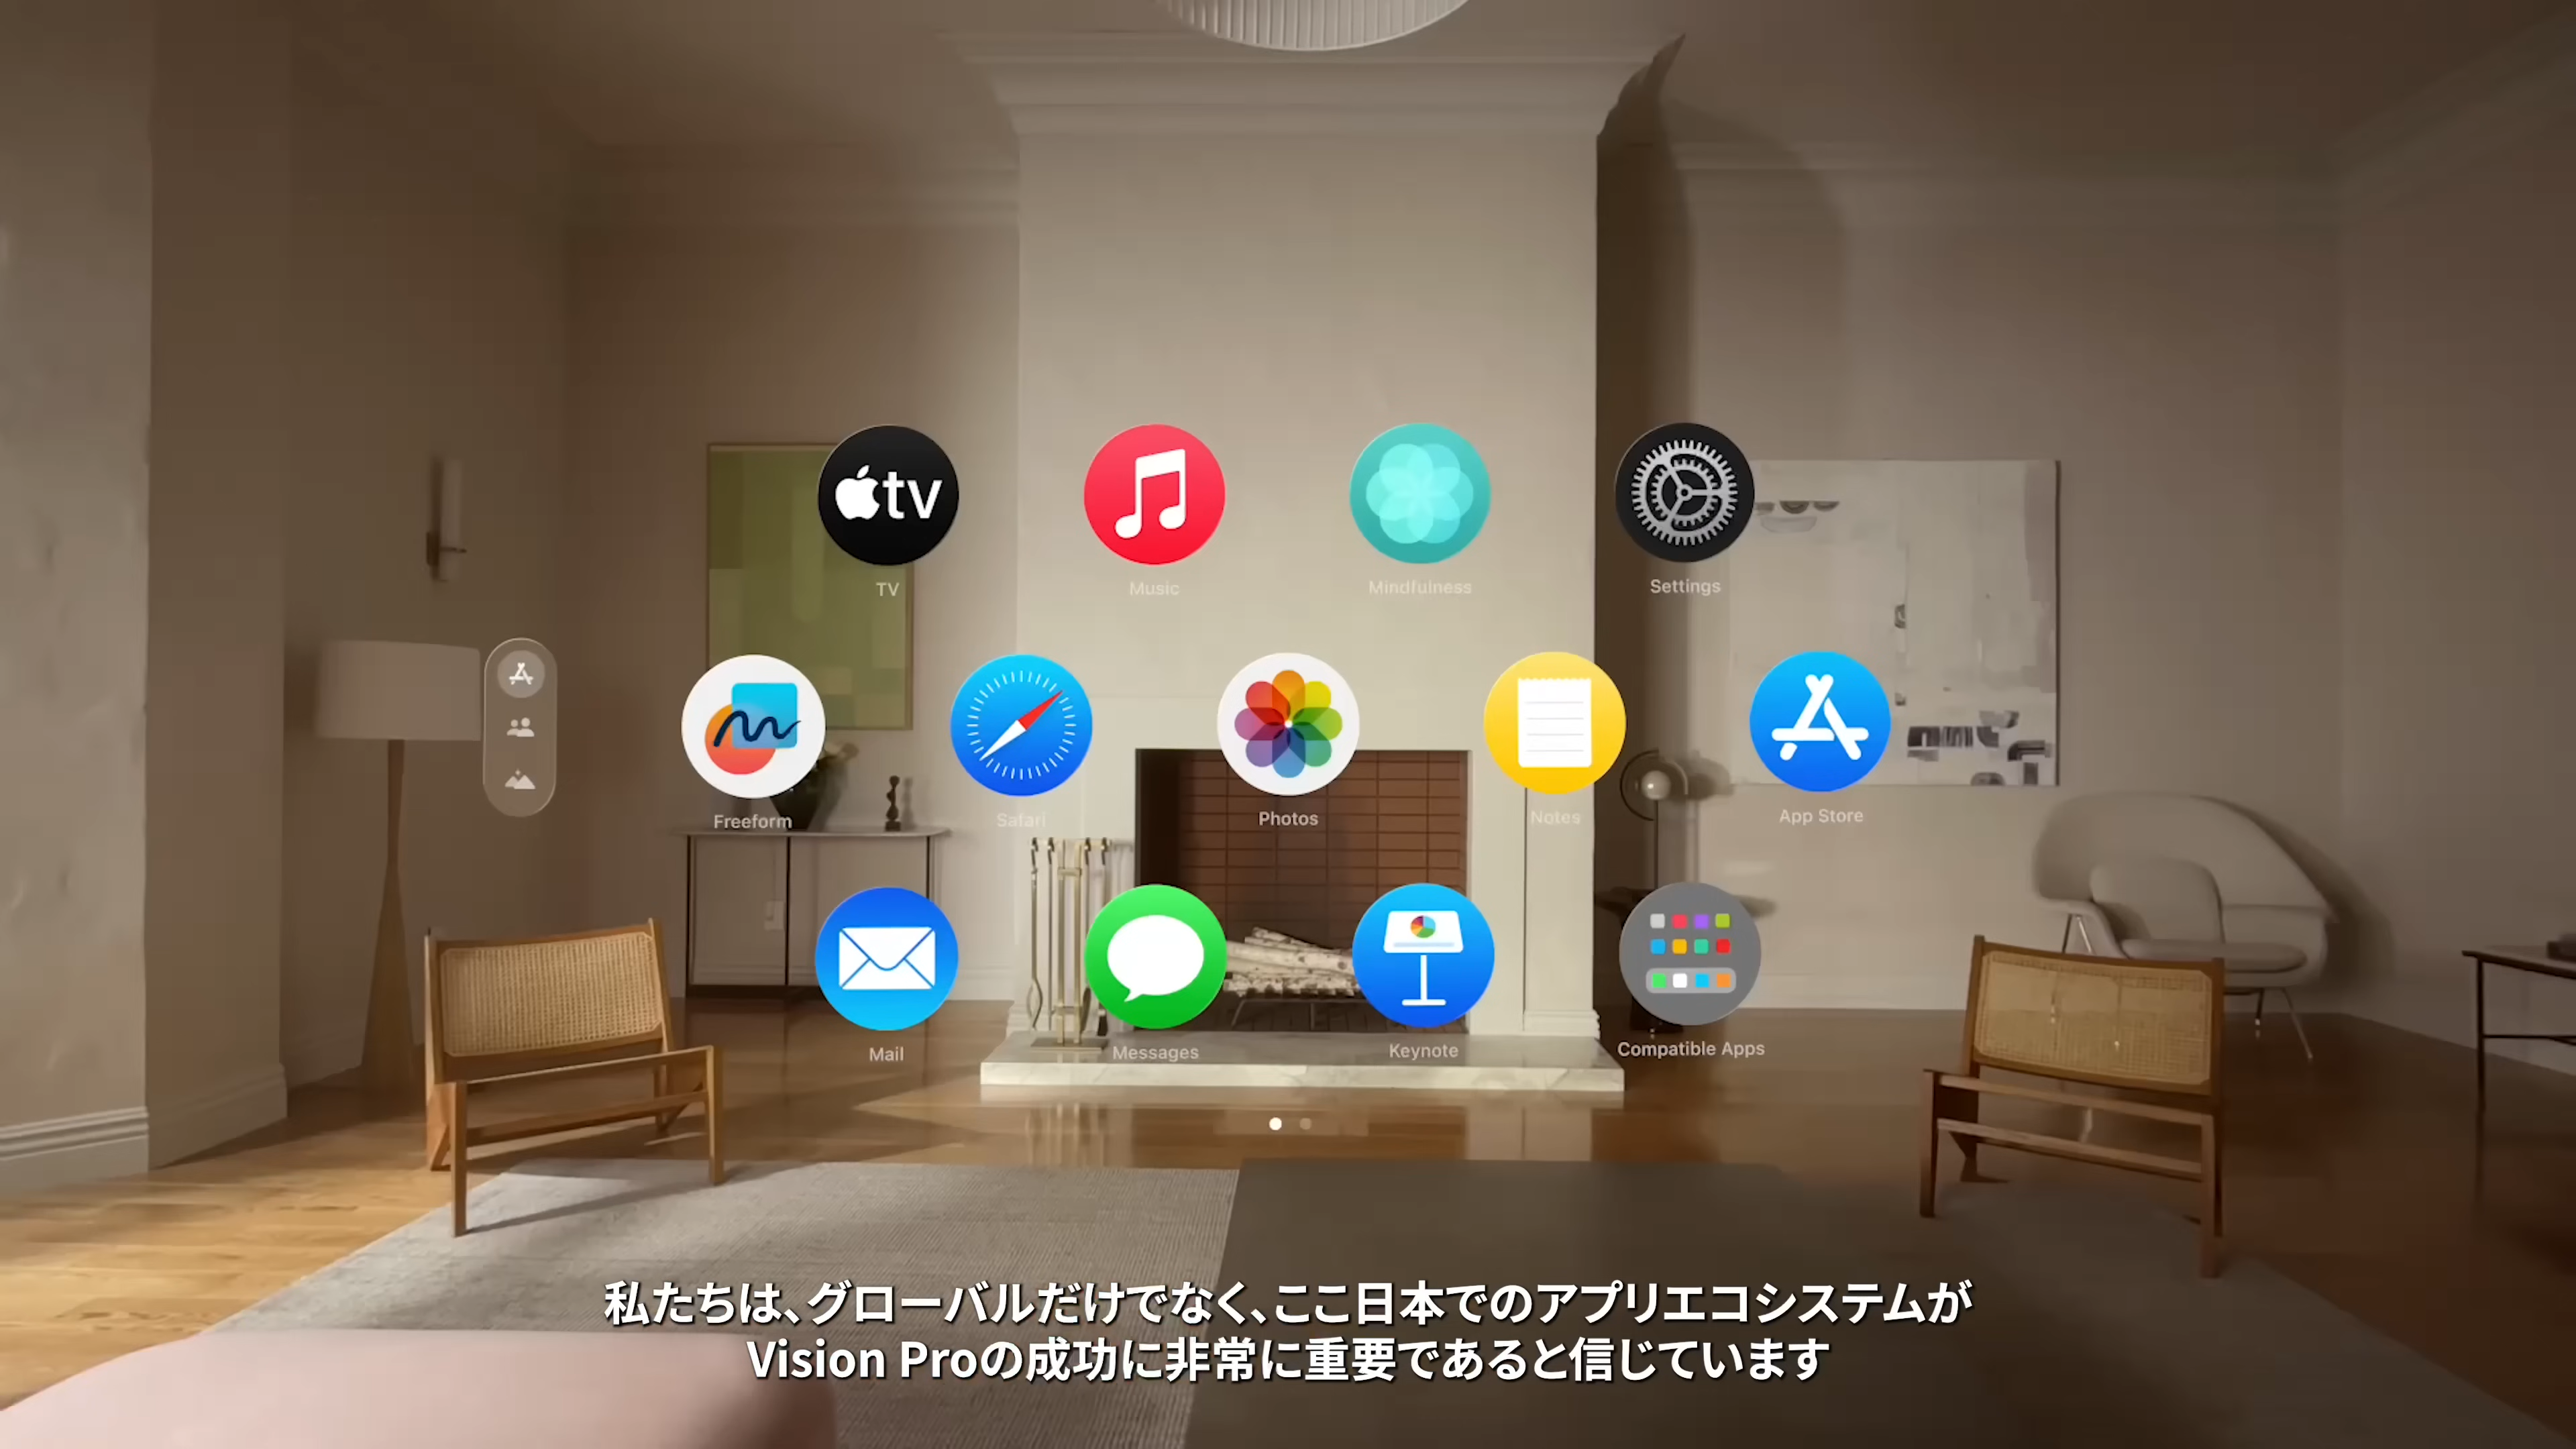 tv
TV
Music
Mindfulness
Settings
Freeform
Safari
Photos
Notes
App Store
Mail
Messages
Keynote
Compatible Apps
私たちは、グローバルだけでなく、ここ日本でのアプリエコシステムが
Vision Proの成功に非常に重要であると信じています